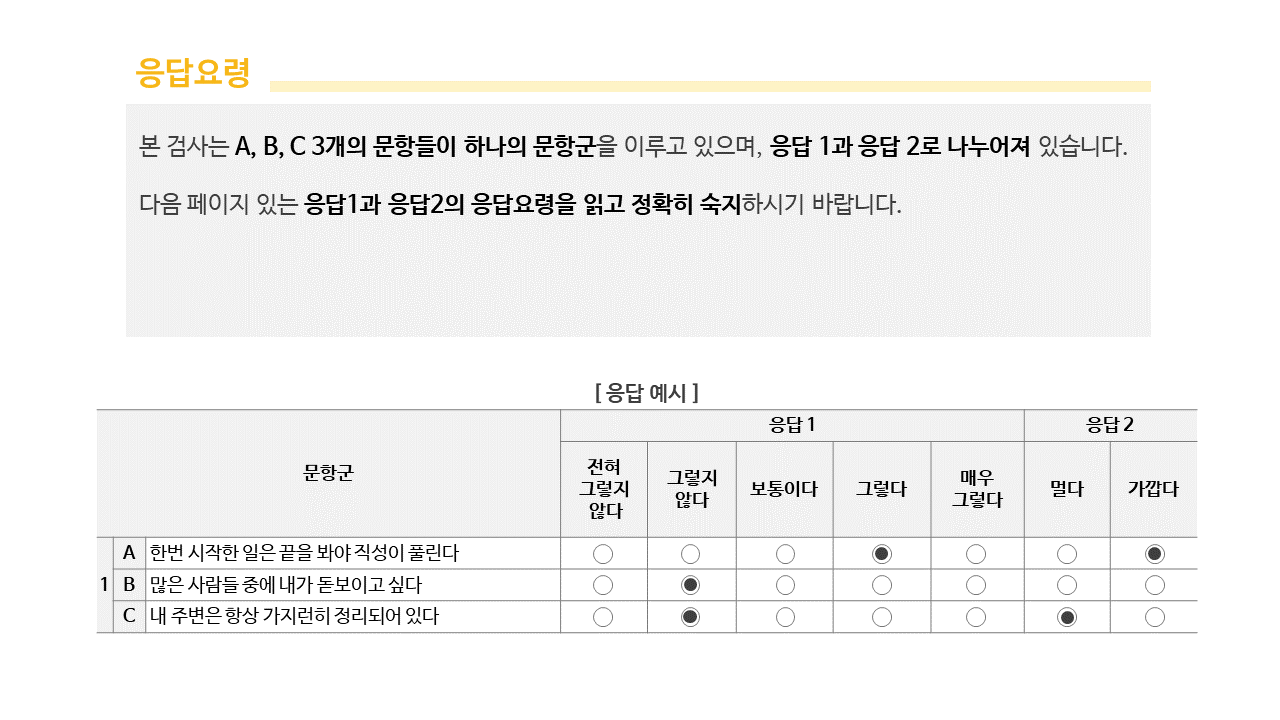 응답요령
본 검사는 A, B, C 3개의 문항들이 하나의 문항군을 이루고 있으며, 응답 1과 응답 2로 나누어져 있습니다.
다음 페이지 있는 응답1과 응답2의 응답요령을 읽고 정확히 숙지하시기 바랍니다.
[ 응답 예시 ]
문항군 응답 1 응답 2
전혀 그렇지 않다 그렇지 않다 보통이다 그렇다 매우 그렇다 멀다 가깝다
1
A 한번 시작한 일은 끝을 봐야 직성이 풀린다
B 많은 사람들 중에 내가 돋보이고 싶다
C 내 주변은 항상 가지런히 정리되어 있다